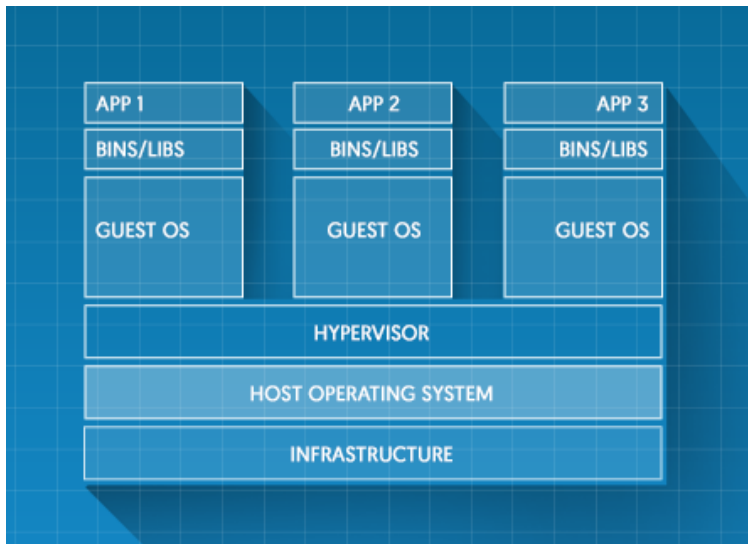 APP 1
APP 2
APP 3
BINS/LIBS
BINS/LIBS
BINS/LIBS
GUEST OS
GUEST OS
GUEST OS
HYPERVISOR
HOST OPERATING SYSTEM
INFRASTRUCTURE